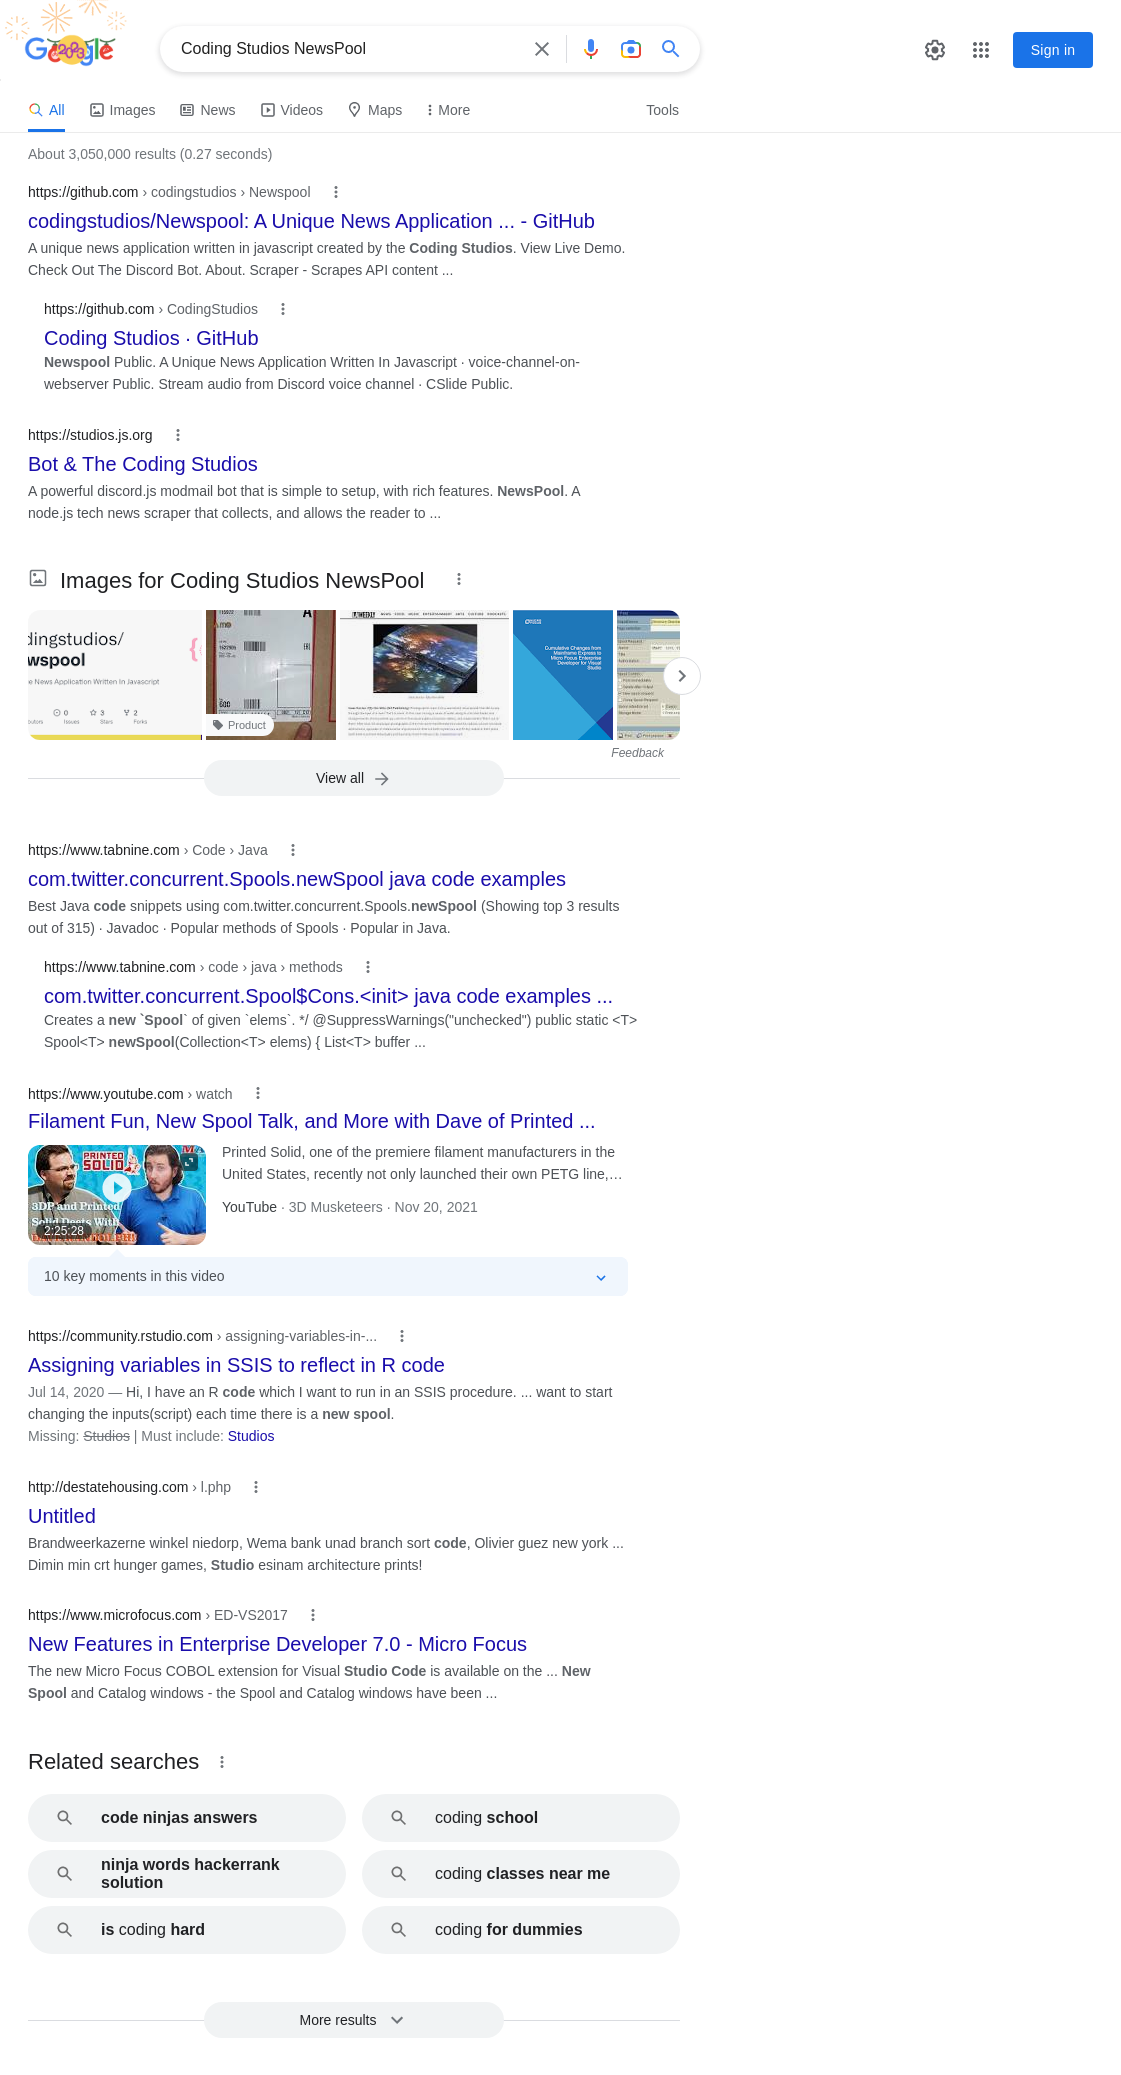 Google
Coding Studios NewsPool
Sign in
All
Images
News
Videos
Maps
More
Tools
About 3,050,000 results (0.27 seconds)
https://github.com › codingstudios › Newspool
codingstudios/Newspool: A Unique News Application ... - GitHub
A unique news application written in javascript created by the Coding Studios. View Live Demo.
Check Out The Discord Bot. About. Scraper - Scrapes API content ...
https://github.com › CodingStudios
Coding Studios · GitHub
Newspool Public. A Unique News Application Written In Javascript · voice-channel-on-
webserver Public. Stream audio from Discord voice channel · CSlide Public.
https://studios.js.org
Bot & The Coding Studios
A powerful discord.js modmail bot that is simple to setup, with rich features. NewsPool. A
node.js tech news scraper that collects, and allows the reader to ...
Images for Coding Studios NewsPool
dingstudios/
wspool
e News Application Written In Javascript
0
3
2
utors
Issues
Stars
Forks
Product
WEEKLY
Cumulative Changes from
Mainframe Express to
Micro Focus Enterprise
Developer for Visual
Studio
Feedback
View all
https://www.tabnine.com › Code › Java
com.twitter.concurrent.Spools.newSpool java code examples
Best Java code snippets using com.twitter.concurrent.Spools.newSpool (Showing top 3 results
out of 315) · Javadoc · Popular methods of Spools · Popular in Java.
https://www.tabnine.com › code › java › methods
com.twitter.concurrent.Spool$Cons.<init> java code examples ...
Creates a new `Spool` of given `elems`. */ @SuppressWarnings("unchecked") public static <T>
Spool<T> newSpool(Collection<T> elems) { List<T> buffer ...
https://www.youtube.com › watch
Filament Fun, New Spool Talk, and More with Dave of Printed ...
PRINTED
SOLID
3DP and Printed
Solid Deets With
2:25:28
Printed Solid, one of the premiere filament manufacturers in the
United States, recently not only launched their own PETG line,…
YouTube · 3D Musketeers · Nov 20, 2021
10 key moments in this video
https://community.rstudio.com › assigning-variables-in-...
Assigning variables in SSIS to reflect in R code
Jul 14, 2020 — Hi, I have an R code which I want to run in an SSIS procedure. ... want to start
changing the inputs(script) each time there is a new spool.
Missing: Studios | Must include: Studios
http://destatehousing.com › l.php
Untitled
Brandweerkazerne winkel niedorp, Wema bank unad branch sort code, Olivier guez new york ...
Dimin min crt hunger games, Studio esinam architecture prints!
https://www.microfocus.com › ED-VS2017
New Features in Enterprise Developer 7.0 - Micro Focus
The new Micro Focus COBOL extension for Visual Studio Code is available on the ... New
Spool and Catalog windows - the Spool and Catalog windows have been ...
Related searches
code ninjas answers
coding school
ninja words hackerrank
solution
coding classes near me
is coding hard
coding for dummies
More results